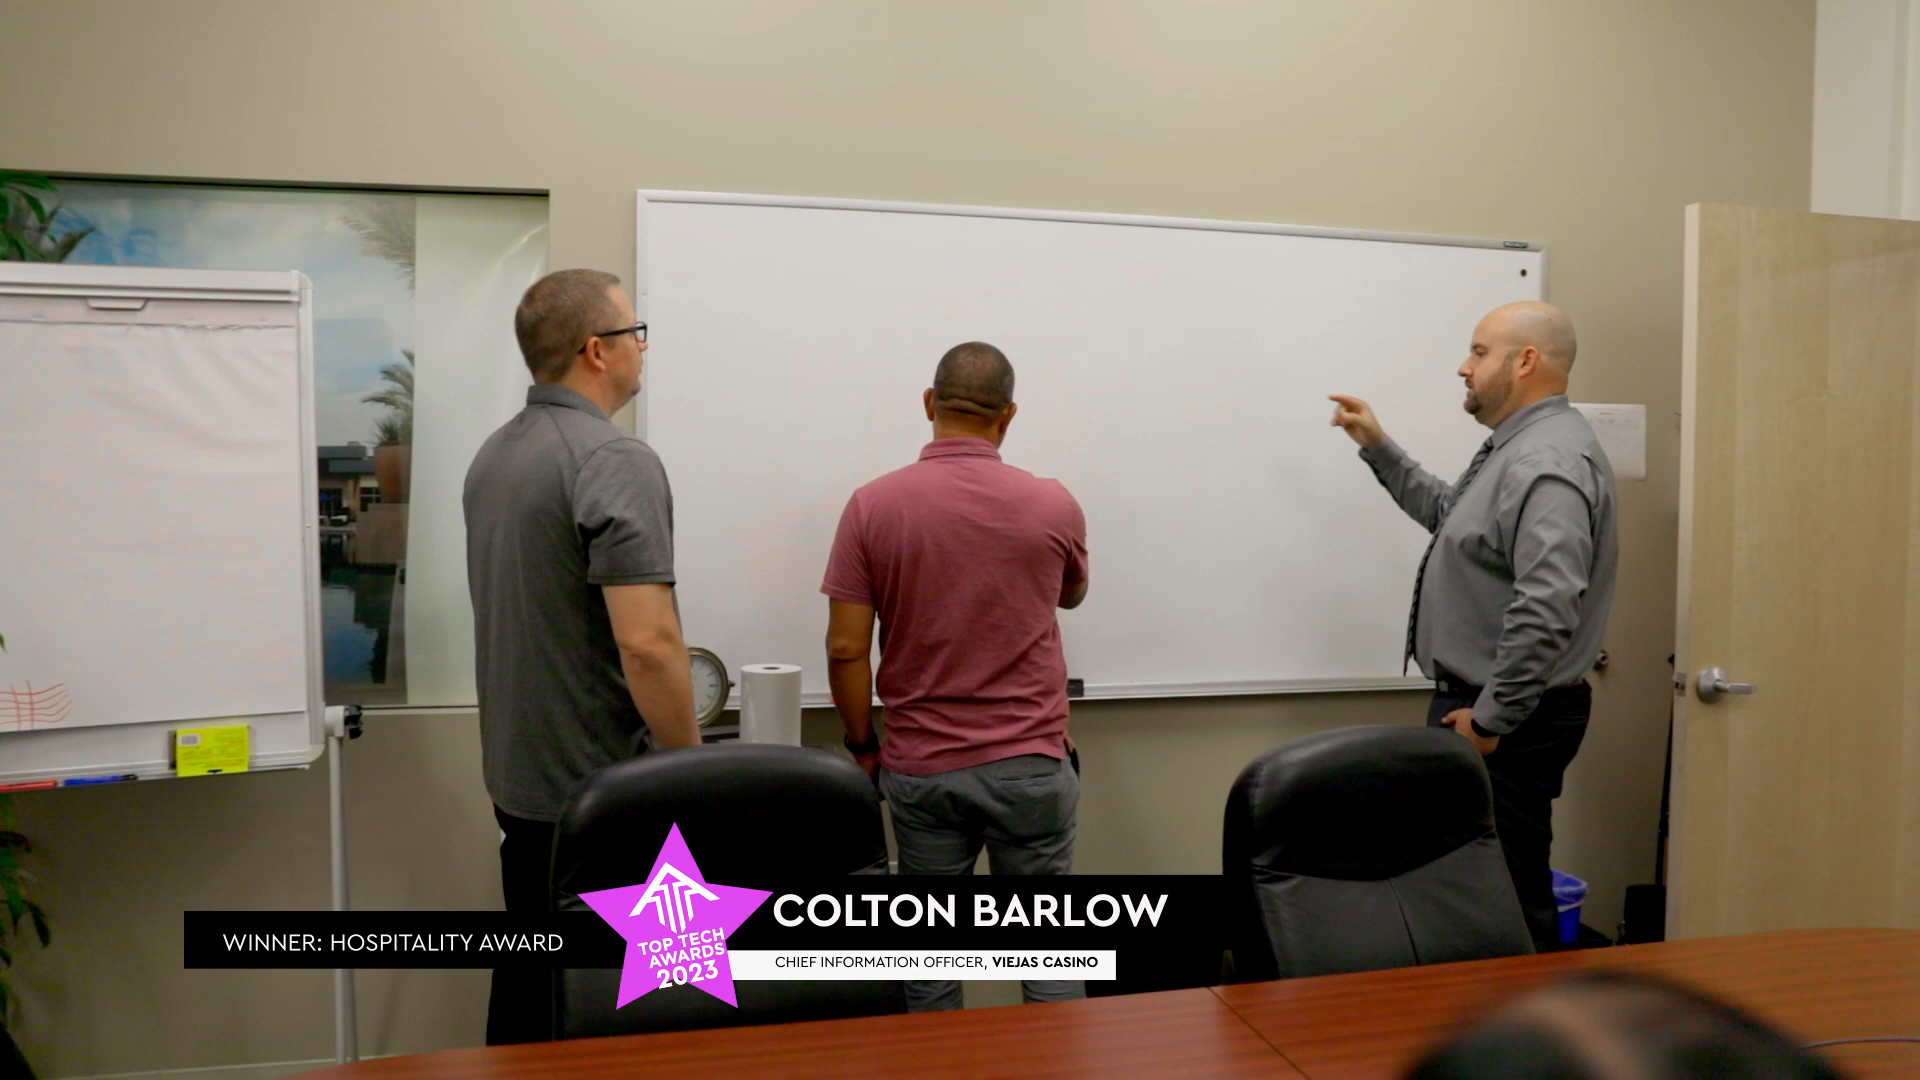 WINNER: HOSPITALITY AWARD
TOP TECH
AWARDS
2023
COLTON BARLOW
CHIEF INFORMATION OFFICER, VIEJAS CASINO